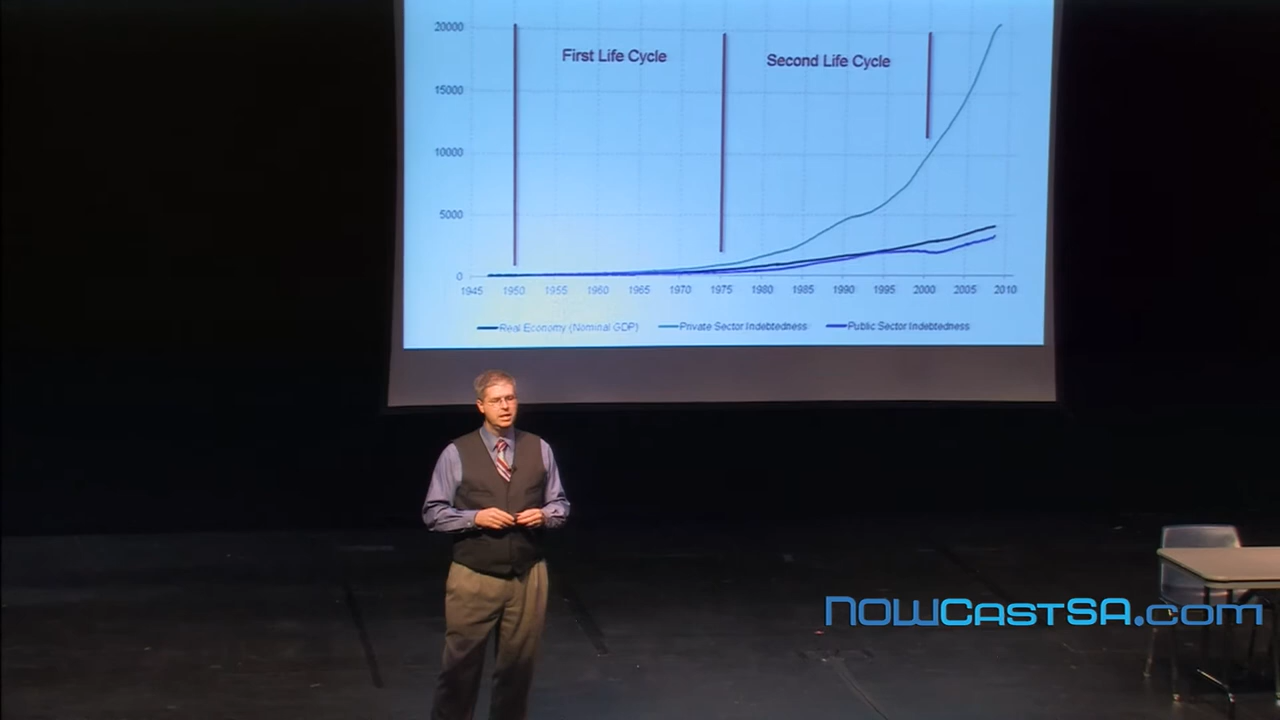 20000
First Life Cycle
Second Life Cycle
15000
10000
5000
0
1945 1950 1955 1960 1965 1970 1975 1980 1985 1990 1995 2000 2005 2010
Real Economy (Nominal GDP) Private Sector Indebtedness Public Sector Indebtedness
NOWCastSA.com